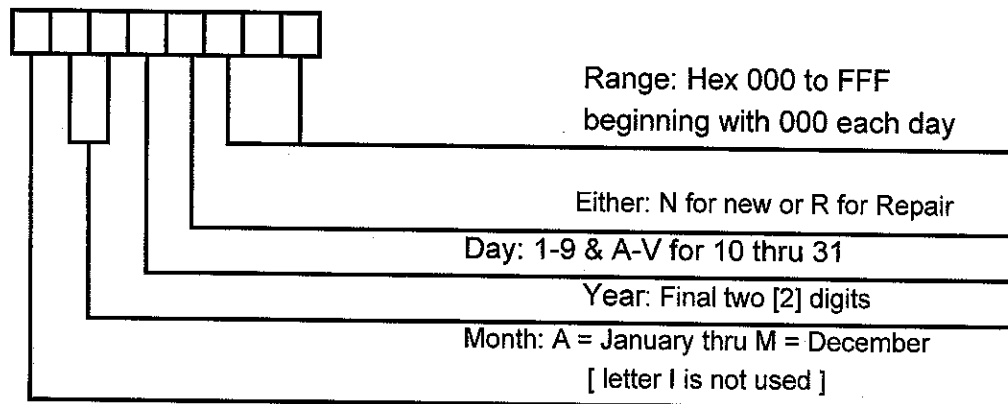 Range: Hex 000 to FFF
beginning with 000 each day
Either: N for new or R for Repair
Day: 1-9 & A-V for 10 thru 31
Year: Final two [2] digits
Month: A = January thru M = December
[ letter I is not used ]